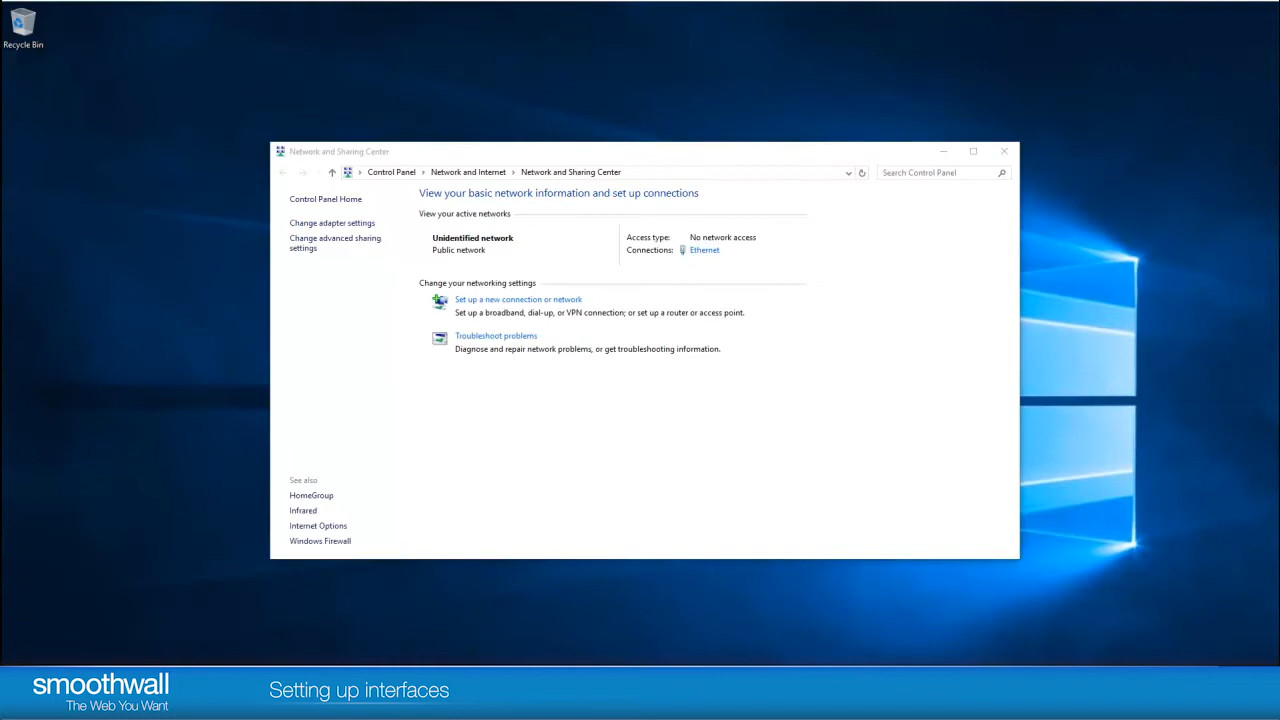 Recycle Bin
Network and Sharing Center
Control Panel > Network and Internet > Network and Sharing Center
Search Control Panel
Control Panel Home
Change adapter settings
Change advanced sharing
settings
View your basic network information and set up connections
View your active networks
Unidentified network
Public network
Access type: No network access
Connections: Ethernet
Change your networking settings
Set up a new connection or network
Set up a broadband, dial-up, or VPN connection; or set up a router or access point.
Troubleshoot problems
Diagnose and repair network problems, or get troubleshooting information.
See also
HomeGroup
Infrared
Internet Options
Windows Firewall
smoothwall
The Web You Want
Setting up interfaces